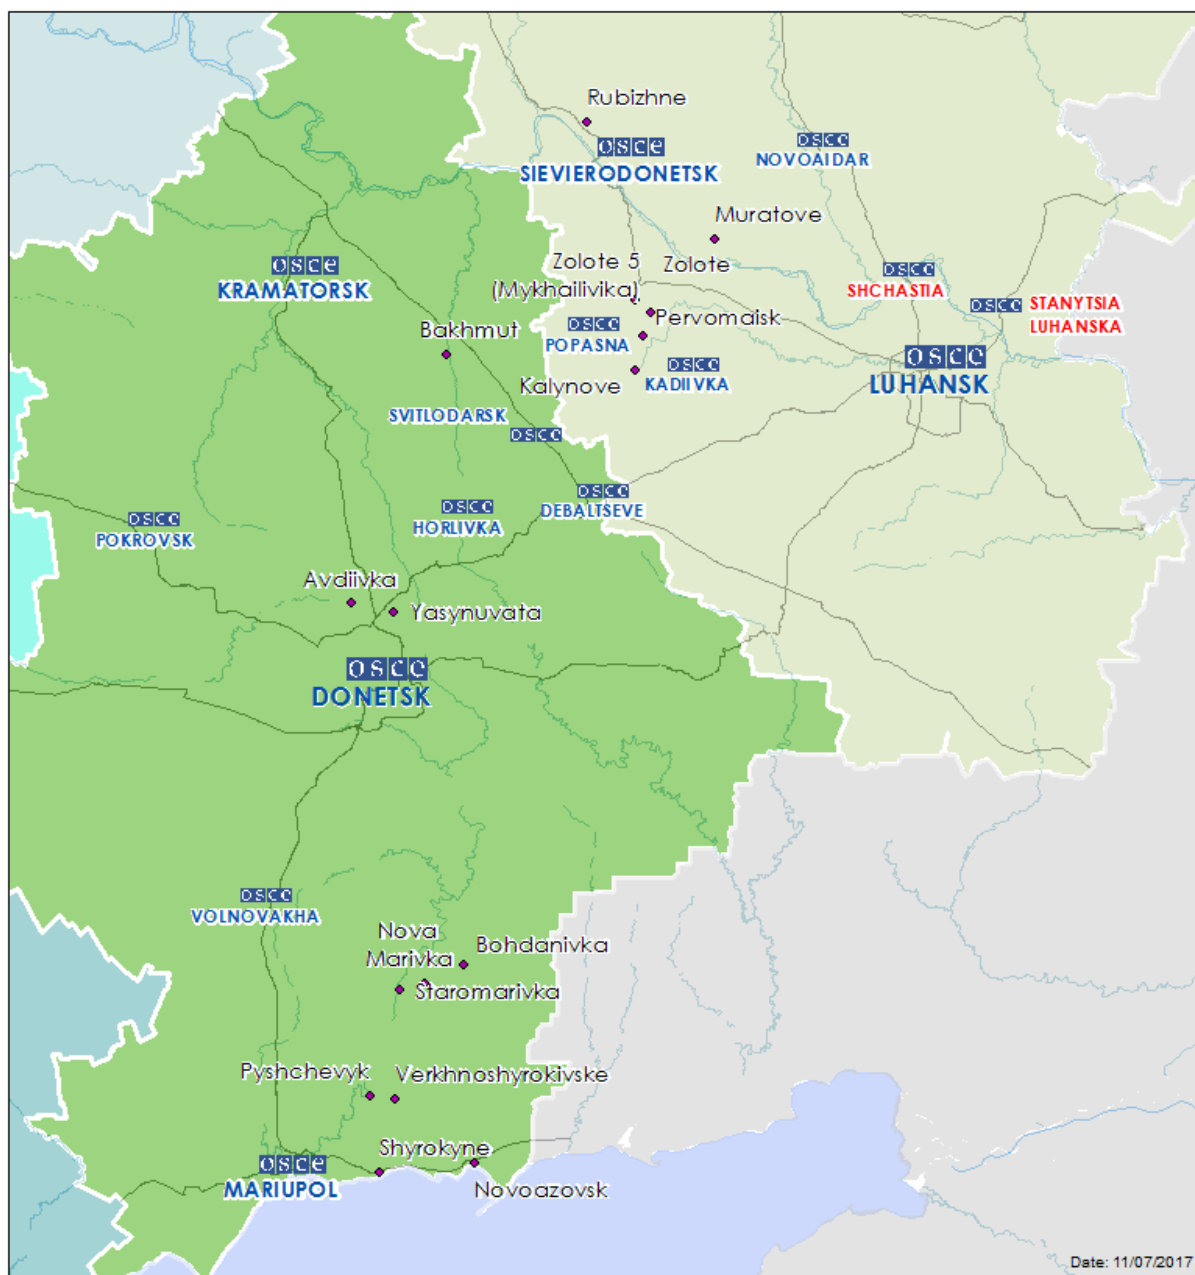 Rubizhne
osce
SIEVIERODONETSK
osce
NOVOAIDAR
Muratove
Zolote 5
(Mykhailivika)
Zolote
osce
KRAMATORSK
osce
SHCHASTIA
osce
STANYTSIA
LUHANSKA
osce
POPASNA
Pervomaisk
Bakhmut
osce
LUHANSK
Kalynove
osce
KADIIVKA
SVITLODARSK
osce
osce
DEBALTSEVE
osce
HORLIVKA
osce
POKROVSK
Avdiivka
Yasynuvata
osce
DONETSK
osce
VOLNOVAKHA
Nova
Marivka
Bohdanivka
Staromarivka
Pyshchevyk
Verkhnoshyrokivske
Shyrokyne
osce
MARIUPOL
Novoazovsk
Date: 11/07/2017